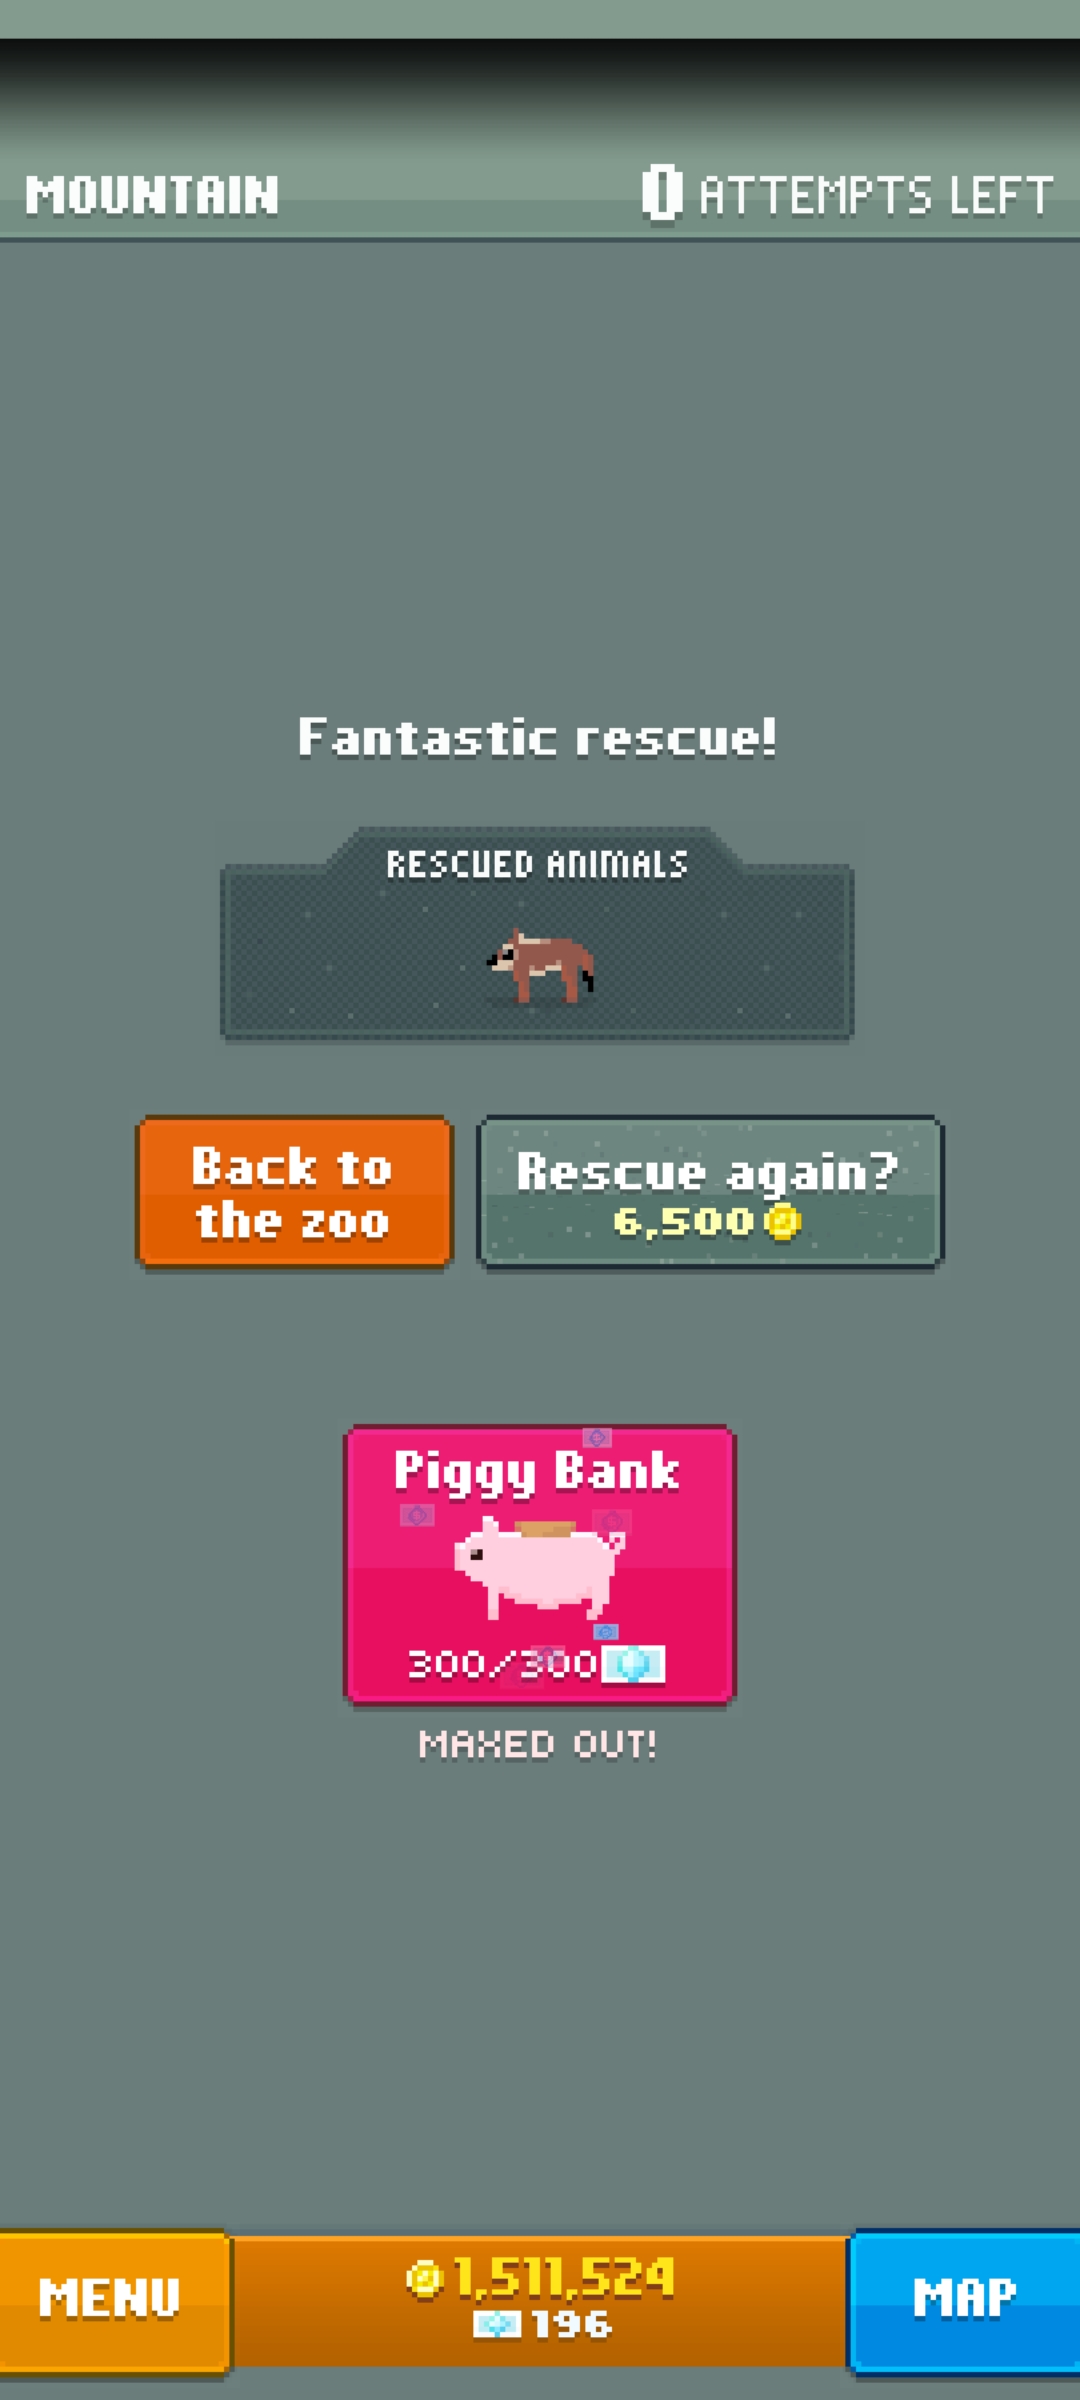 MOUNTAIN
0 ATTEMPTS LEFT
Fantastic rescue!
RESCUED ANIMALS
Back to
the zoo
Rescue again?
6,500
Piggy Bank
300/300
MAXED OUT!
MENU
1,511,524
196
MAP